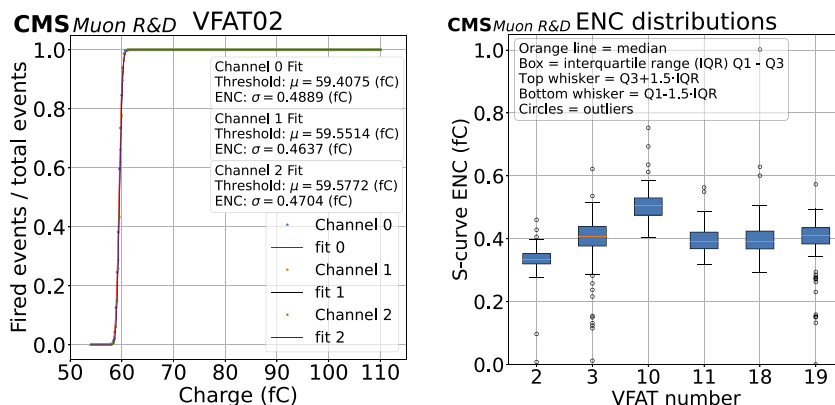 CMS Muon R&D VFAT02
Fired events / total events
1.0
0.8
0.6
0.4
0.2
0.0
Channel 0 Fit
Threshold: μ = 59.4075 (fC)
ENC: σ = 0.4889 (fC)
Channel 1 Fit
Threshold: μ = 59.5514 (fC)
ENC: σ = 0.4637 (fC)
Channel 2 Fit
Threshold: μ = 59.5772 (fC)
ENC: σ = 0.4704 (fC)
Channel 0
fit 0
Channel 1
fit 1
Channel 2
fit 2
50 60 70 80 90 100 110
Charge (fC)
CMS Muon R&D ENC distributions
S-curve ENC (fC)
1.0
0.8
0.6
0.4
0.2
0.0
Orange line = median
Box = interquartile range (IQR) Q1 - Q3
Top whisker = Q3+1.5·IQR
Bottom whisker = Q1-1.5·IQR
Circles = outliers
2 3 10 11 18 19
VFAT number